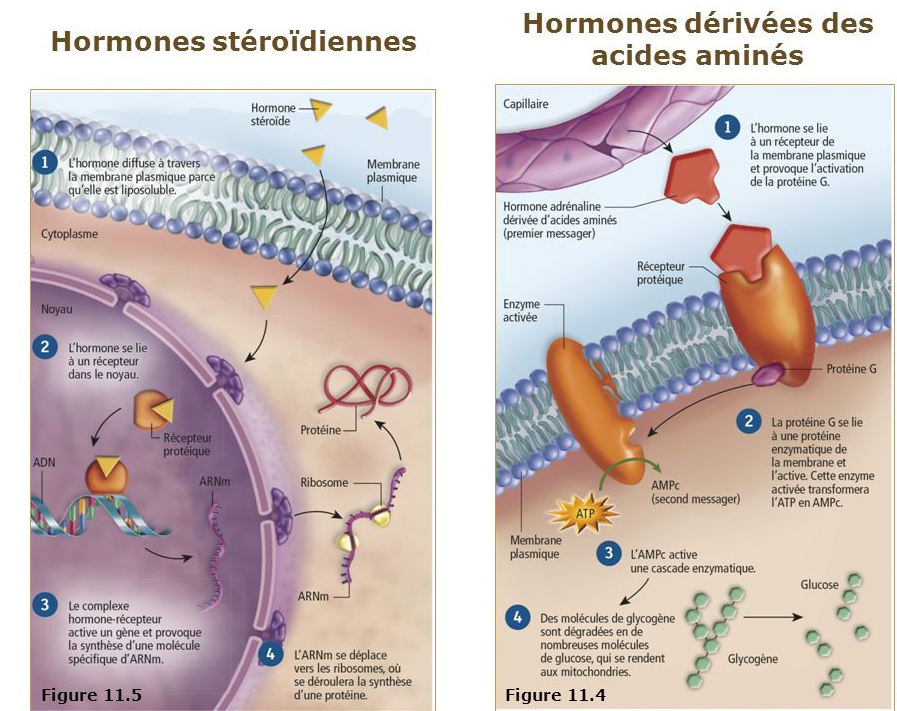 Hormones stéroïdiennes
Hormone
stéroïde
1
L'hormone diffuse à travers
la membrane plasmique parce
qu'elle est liposoluble.
Membrane
plasmique
Cytoplasme
Noyau
2
L'hormone se lie
à un récepteur
dans le noyau.
Protéine
Récepteur
protéique
ADN
ARNm
Ribosome
ARNm
3
Le complexe
hormone-récepteur
active un gène et provoque
la synthèse d'une molécule
spécifique d'ARNm.
4
L'ARNm se déplace
vers les ribosomes, où
se déroulera la synthèse
d'une protéine.
Figure 11.5
Hormones dérivées des
acides aminés
Capillaire
1
L'hormone se lie
à un récepteur de
la membrane plasmique
et provoque l'activation
de la protéine G.
Hormone adrénaline
dérivée d'acides aminés
(premier messager)
Récepteur
protéique
Enzyme
activée
Protéine G
2
La protéine G se lie
à une protéine
enzymatique de
la membrane et
l'active. Cette enzyme
activée transformera
l'ATP en AMPc.
AMPc
(second messager)
ATP
Membrane
plasmique
3
L'AMPc active
une cascade enzymatique.
4
Des molécules de glycogène
sont dégradées en de
nombreuses molécules
de glucose, qui se rendent
aux mitochondries.
Glucose
Glycogène
Figure 11.4